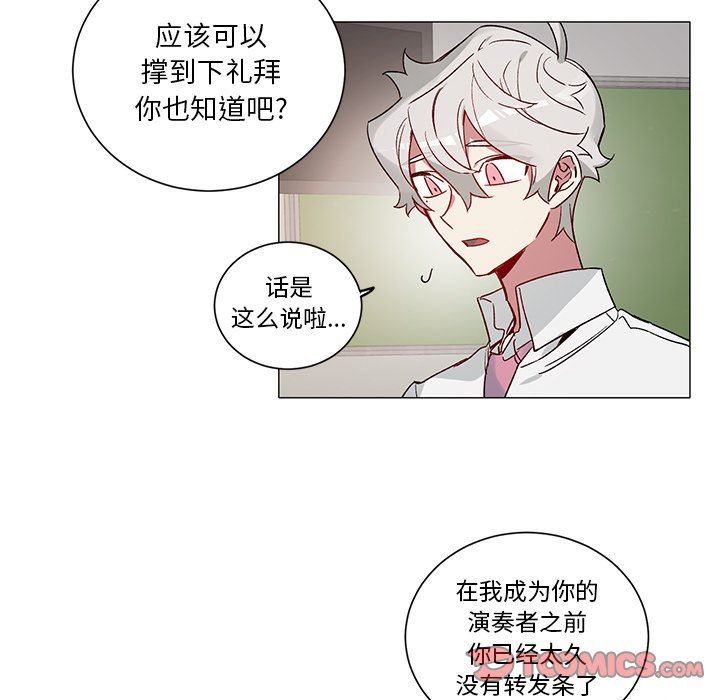 应该可以
撑到下礼拜
你也知道吧?
话是
这么说啦...
在我成为你的
演奏者之前
你已经太久
没有转发条了
TOOMICS.COM